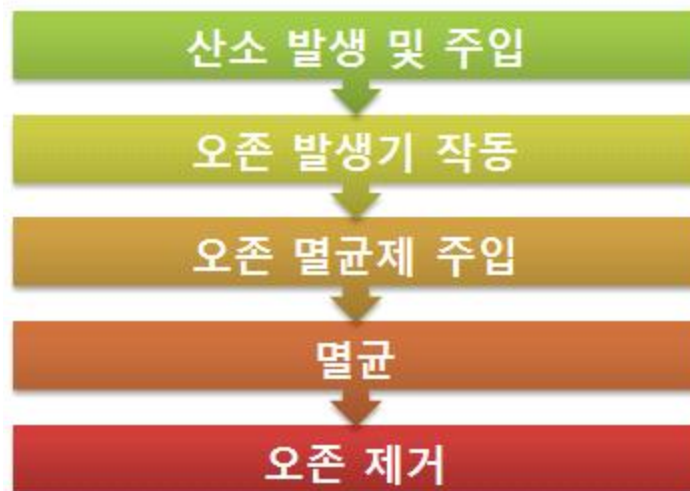 산소 발생 및 주입
오존 발생기 작동
오존 멸균제 주입
멸균
오존 제거